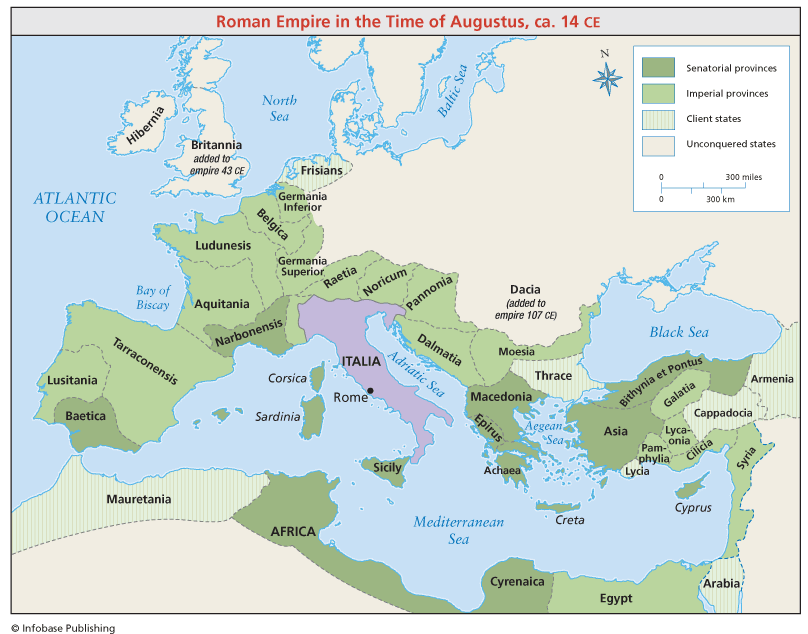 Roman Empire in the Time of Augustus, ca. 14 CE
N
Senatorial provinces
Imperial provinces
Client states
Unconquered states
0 300 miles
0 300 km
North
Sea
Baltic Sea
Hibernia
Britannia
added to
empire 43 CE
Frisians
ATLANTIC
OCEAN
Germania
Inferior
Belgica
Ludunesis
Germania
Superior
Raetia
Noricum
Pannonia
Dacia
(added to
empire 107 CE)
Bay of
Biscay
Aquitania
Narbonensis
Black Sea
Tarraconensis
Lusitania
Baetica
ITALIA
Adriatic Sea
Dalmatia
Moesia
Thrace
Corsica
Rome
Sardinia
Macedonia
Epirus
Aegean
Sea
Bithynia et Pontus
Galatia
Armenia
Cappadocia
Asia
Lyca-
onia
Pam-
phylia
Cilicia
Lycia
Syria
Achaea
Sicily
Mauretania
AFRICA
Mediterranean
Sea
Creta
Cyprus
Cyrenaica
Egypt
Arabia
© Infobase Publishing